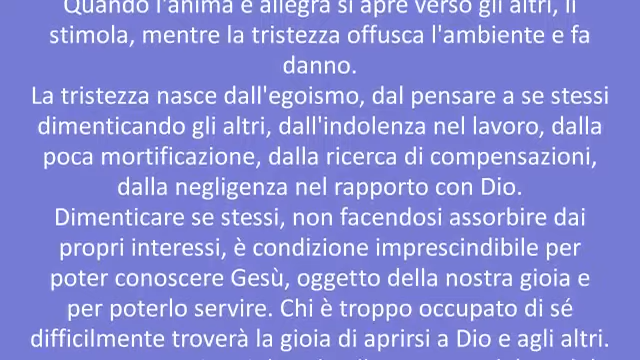 Quando l'anima è allegra si apre verso gli altri, li
stimola, mentre la tristezza offusca l'ambiente e fa
danno.
La tristezza nasce dall'egoismo, dal pensare a se stessi
dimenticando gli altri, dall'indolenza nel lavoro, dalla
poca mortificazione, dalla ricerca di compensazioni,
dalla negligenza nel rapporto con Dio.
Dimenticare se stessi, non facendosi assorbire dai
propri interessi, è condizione imprescindibile per
poter conoscere Gesù, oggetto della nostra gioia e
per poterlo servire. Chi è troppo occupato di sé
difficilmente troverà la gioia di aprirsi a Dio e agli altri.